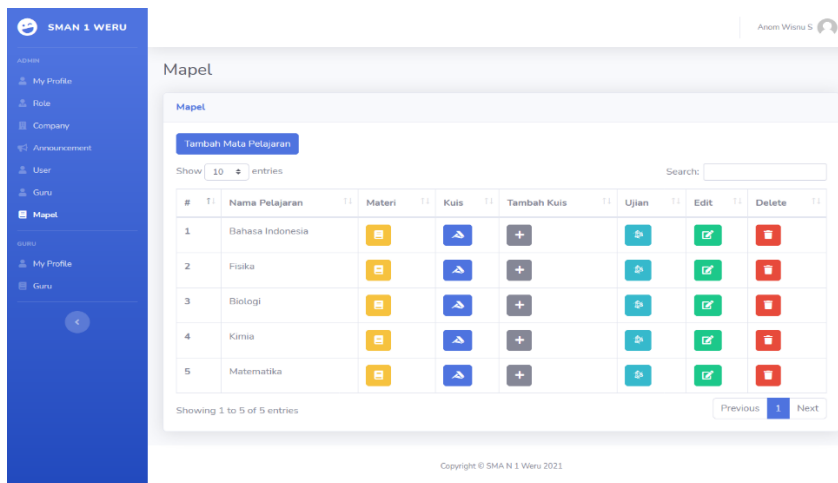 SMAN 1 WERU
Anom Wisnu S
ADMIN
My Profile
Role
Company
Announcement
User
Guru
Mapel
GURU
My Profile
Guru
Mapel
Mapel
Tambah Mata Pelajaran
Show 10 entries
Search:
# Nama Pelajaran Materi Kuis Tambah Kuis Ujian Edit Delete
1 Bahasa Indonesia
2 Fisika
3 Biologi
4 Kimia
5 Matematika
Showing 1 to 5 of 5 entries
Previous 1 Next
Copyright © SMA N 1 Weru 2021